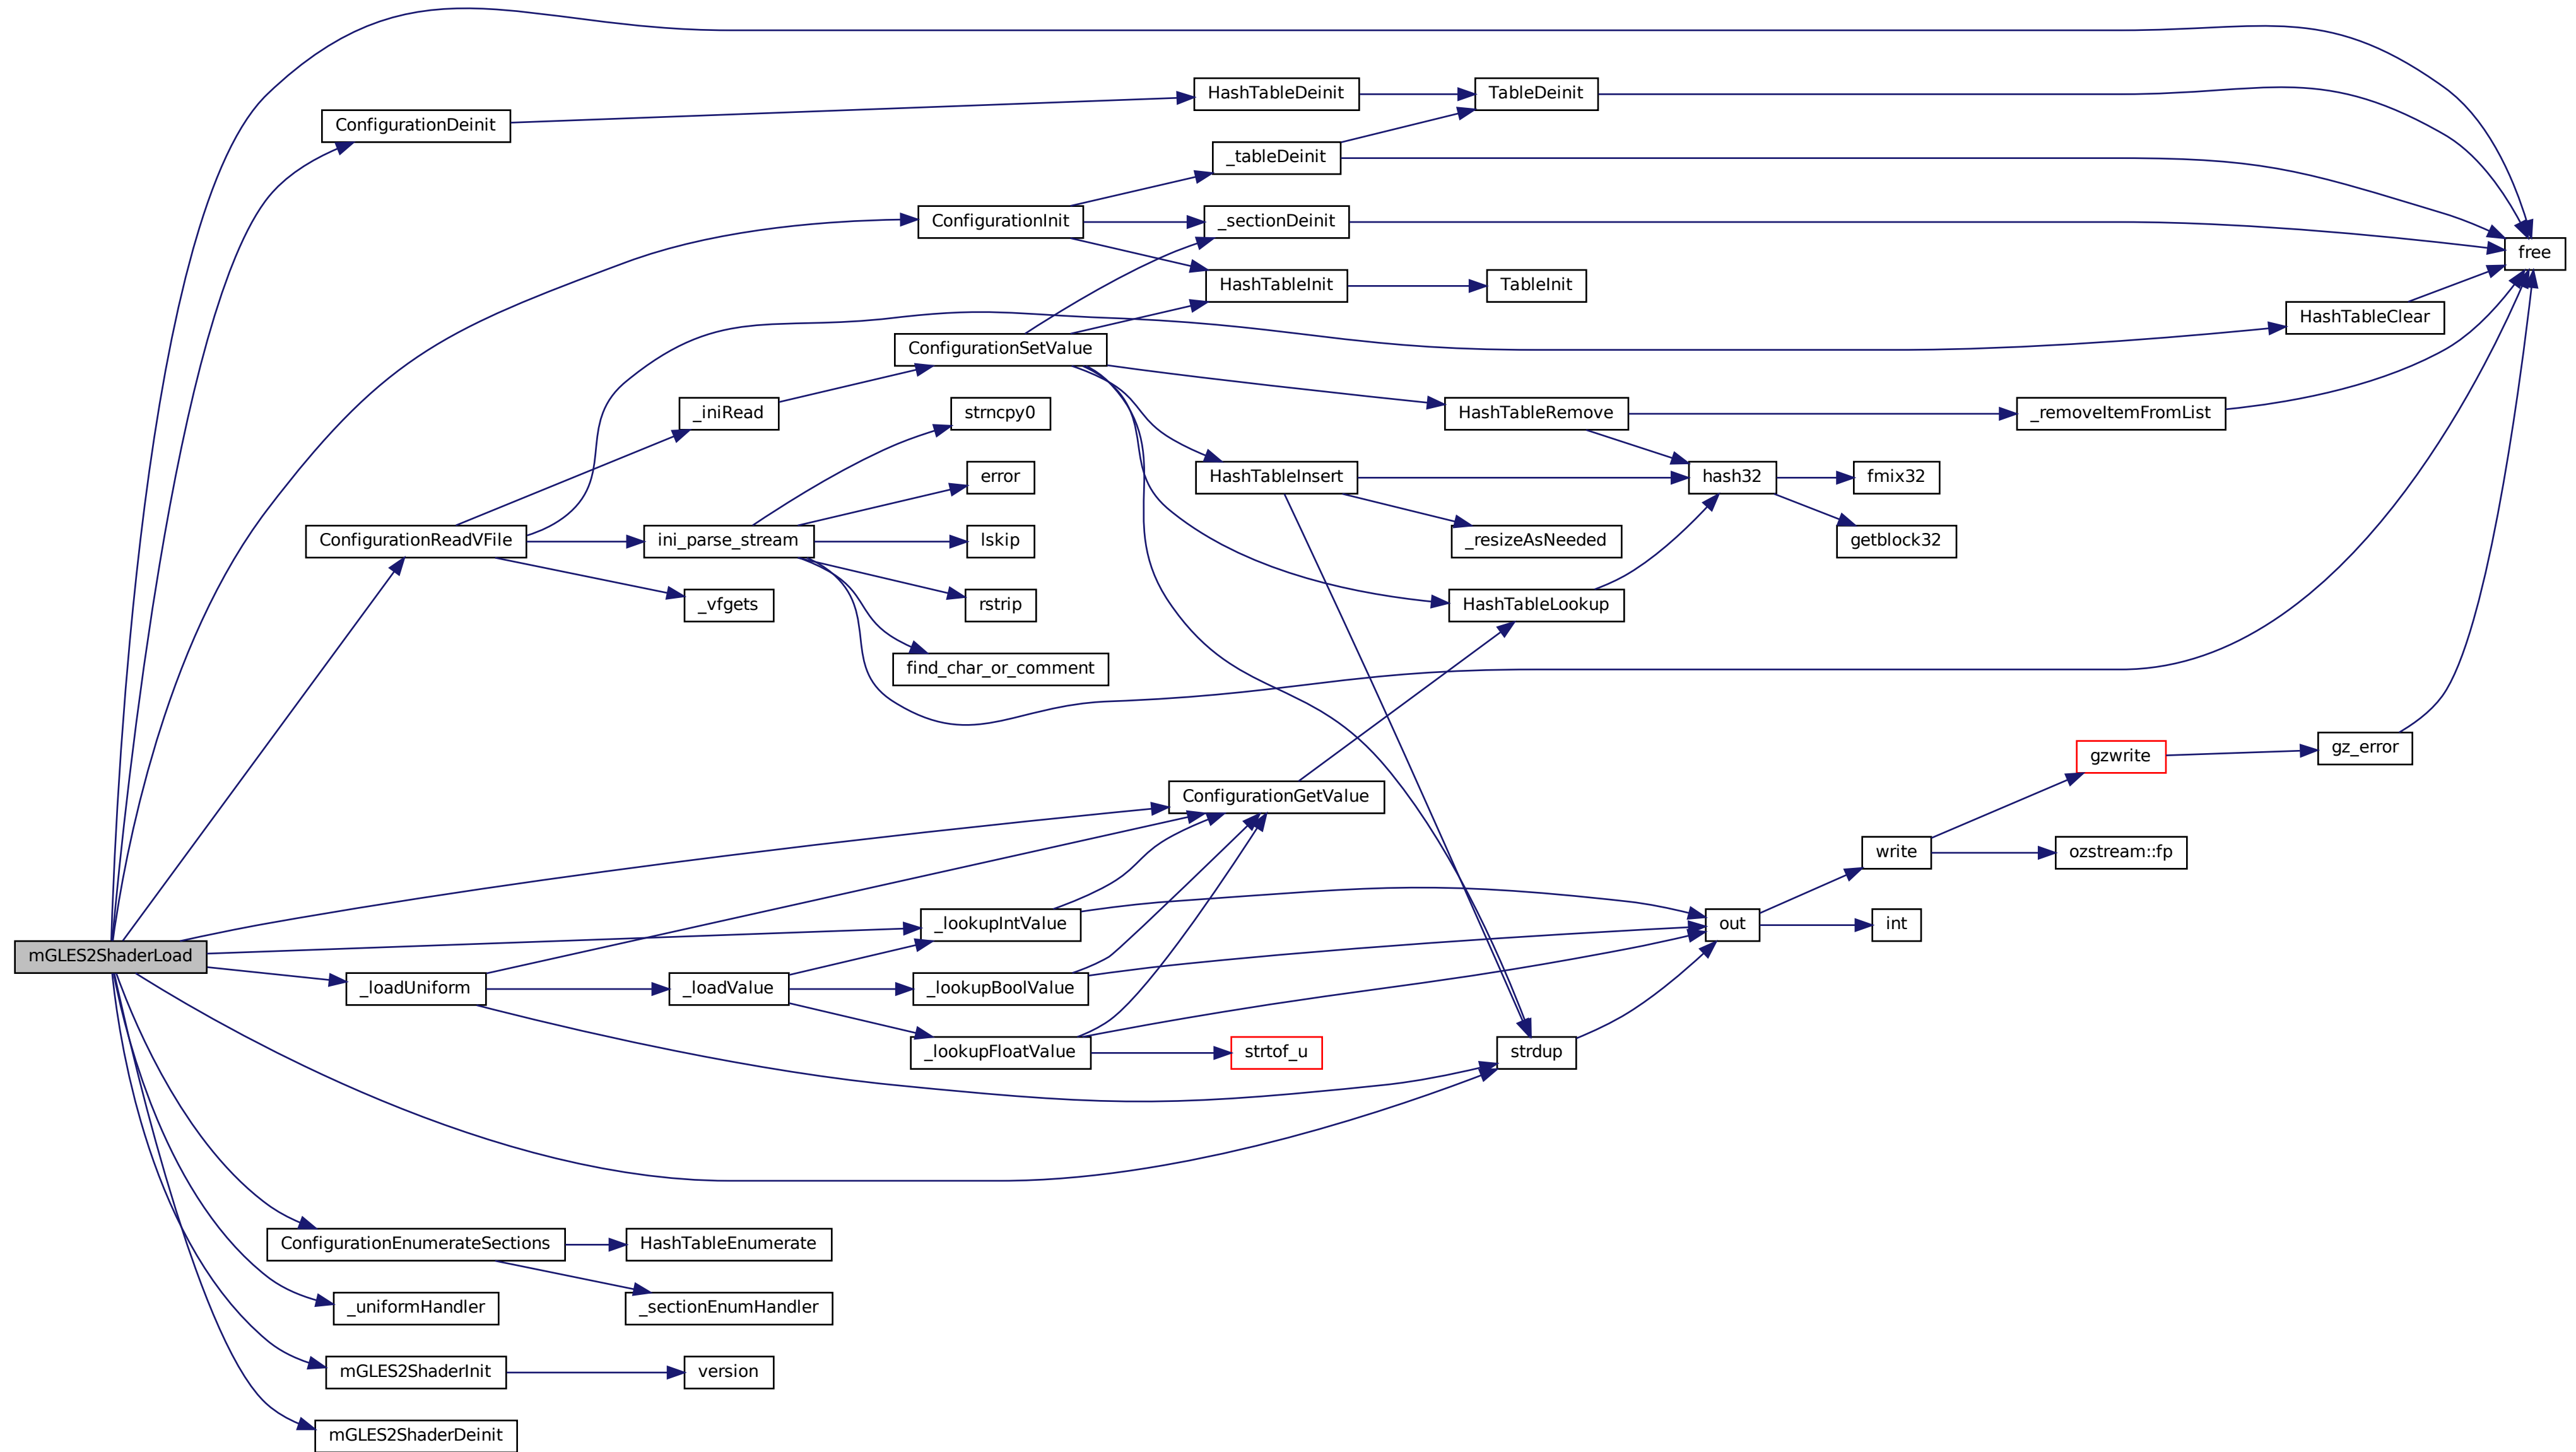 HashTableDeinit
TableDeinit
ConfigurationDeinit
_tableDeinit
ConfigurationInit
_sectionDeinit
free
HashTableInit
TableInit
HashTableClear
ConfigurationSetValue
_iniRead
strncpy0
HashTableRemove
_removeItemFromList
error
HashTableInsert
hash32
fmix32
ConfigurationReadVFile
ini_parse_stream
lskip
_resizeAsNeeded
getblock32
_vfgets
rstrip
HashTableLookup
find_char_or_comment
gzwrite
gz_error
ConfigurationGetValue
write
ozstream::fp
_lookupIntValue
out
int
mGLES2ShaderLoad
_loadUniform
_loadValue
_lookupBoolValue
_lookupFloatValue
strtof_u
strdup
ConfigurationEnumerateSections
HashTableEnumerate
_uniformHandler
_sectionEnumHandler
mGLES2ShaderInit
version
mGLES2ShaderDeinit